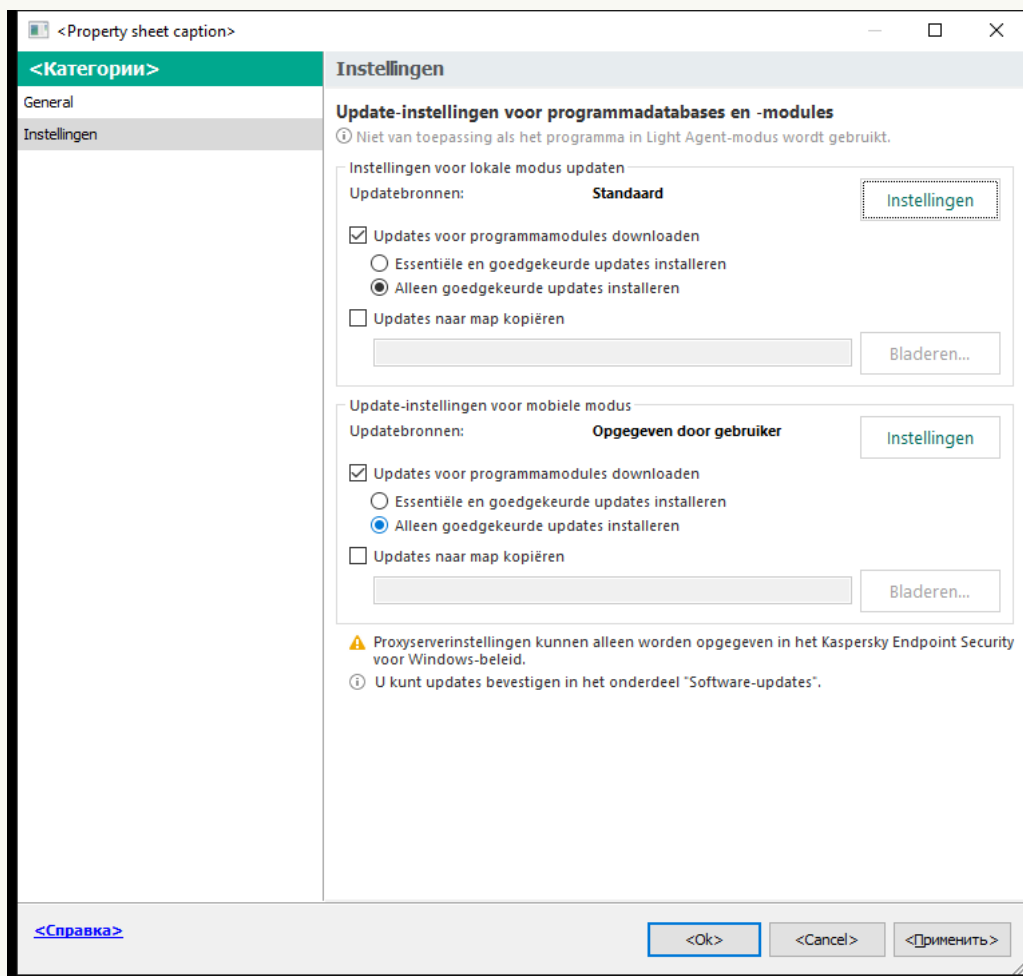 <Property sheet caption>
<Категории>
General
Instellingen
Instellingen
Update-instellingen voor programmadatabases en -modules
Niet van toepassing als het programma in Light Agent-modus wordt gebruikt.
Instellingen voor lokale modus updaten
Updatebronnen: Standaard Instellingen
Updates voor programmamodules downloaden
Essentiële en goedgekeurde updates installeren
Alleen goedgekeurde updates installeren
Updates naar map kopiëren
Bladeren...
Update-instellingen voor mobiele modus
Updatebronnen: Opgegeven door gebruiker Instellingen
Updates voor programmamodules downloaden
Essentiële en goedgekeurde updates installeren
Alleen goedgekeurde updates installeren
Updates naar map kopiëren
Bladeren...
Proxyserverinstellingen kunnen alleen worden opgegeven in het Kaspersky Endpoint Security
voor Windows-beleid.
U kunt updates bevestigen in het onderdeel "Software-updates".
<Справка>
<Ok> <Cancel> <Применить>